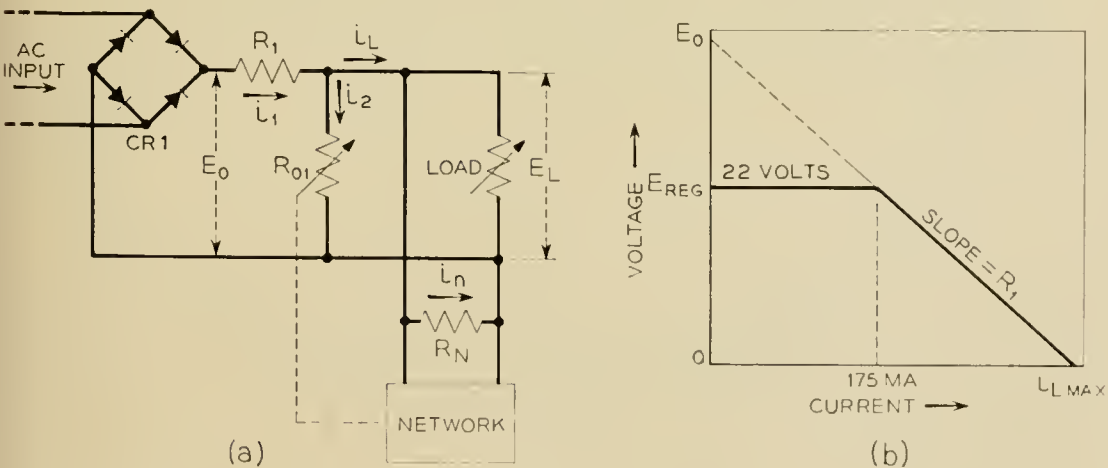 AC
INPUT
CR1
R1
i1
iL
i2
E0
R01
LOAD
EL
in
RN
NETWORK
(a)
E0
VOLTAGE
EREG
22 VOLTS
SLOPE = R1
0
175 MA
iL MAX
CURRENT
(b)